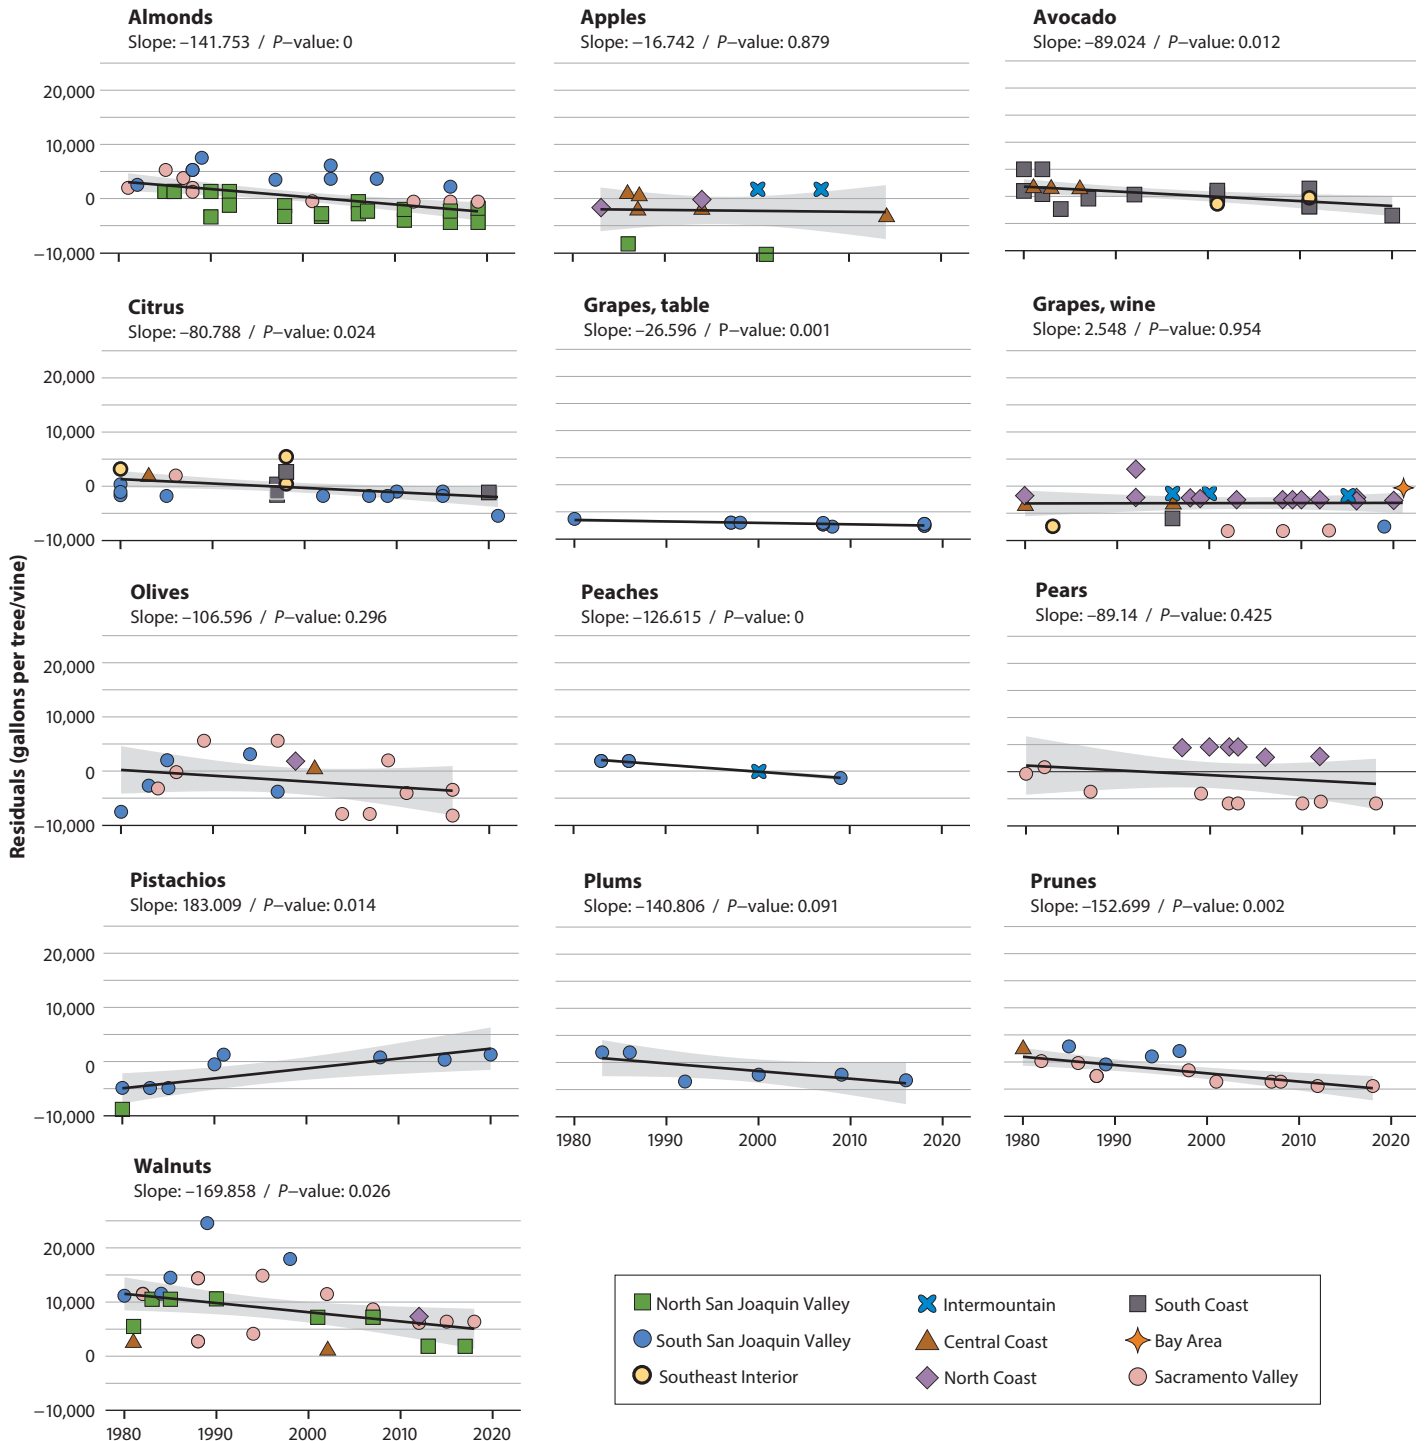 Almonds
Slope: –141.753 / P–value: 0
Apples
Slope: –16.742 / P–value: 0.879
Avocado
Slope: –89.024 / P–value: 0.012
20,000
10,000
0
–10,000
Citrus
Slope: –80.788 / P–value: 0.024
Grapes, table
Slope: –26.596 / P–value: 0.001
Grapes, wine
Slope: 2.548 / P–value: 0.954
20,000
10,000
0
–10,000
Residuals (gallons per tree/vine)
Olives
Slope: –106.596 / P–value: 0.296
Peaches
Slope: –126.615 / P–value: 0
Pears
Slope: –89.14 / P–value: 0.425
20,000
10,000
0
–10,000
Pistachios
Slope: 183.009 / P–value: 0.014
Plums
Slope: –140.806 / P–value: 0.091
Prunes
Slope: –152.699 / P–value: 0.002
20,000
10,000
0
–10,000
1980 1990 2000 2010 2020
1980 1990 2000 2010 2020
Walnuts
Slope: –169.858 / P–value: 0.026
20,000
10,000
0
–10,000
1980 1990 2000 2010 2020
North San Joaquin Valley
Intermountain
South Coast
South San Joaquin Valley
Central Coast
Bay Area
Southeast Interior
North Coast
Sacramento Valley